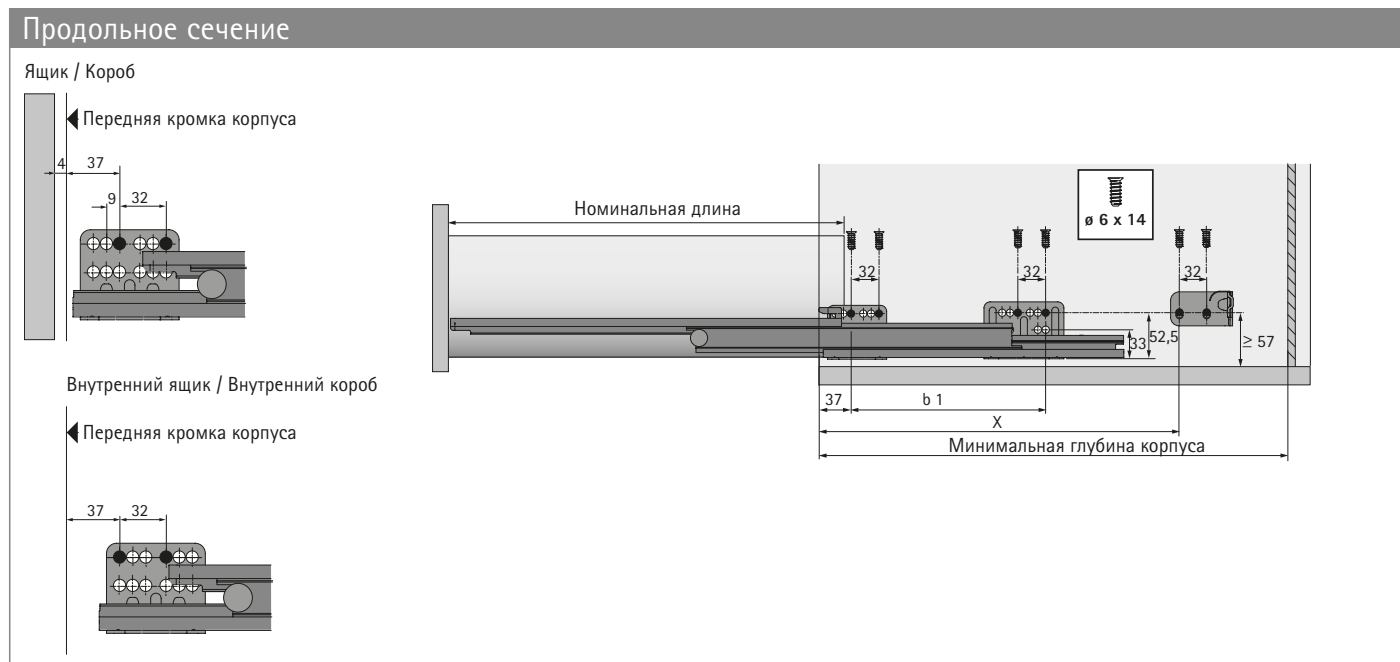 Продольное сечение
Ящик / Короб
Передняя кромка корпуса
4
37
9
32
Номинальная длина
ø 6 x 14
32
32
32
33
52,5
≥ 57
37
b 1
X
Минимальная глубина корпуса
Внутренний ящик / Внутренний короб
Передняя кромка корпуса
37
32